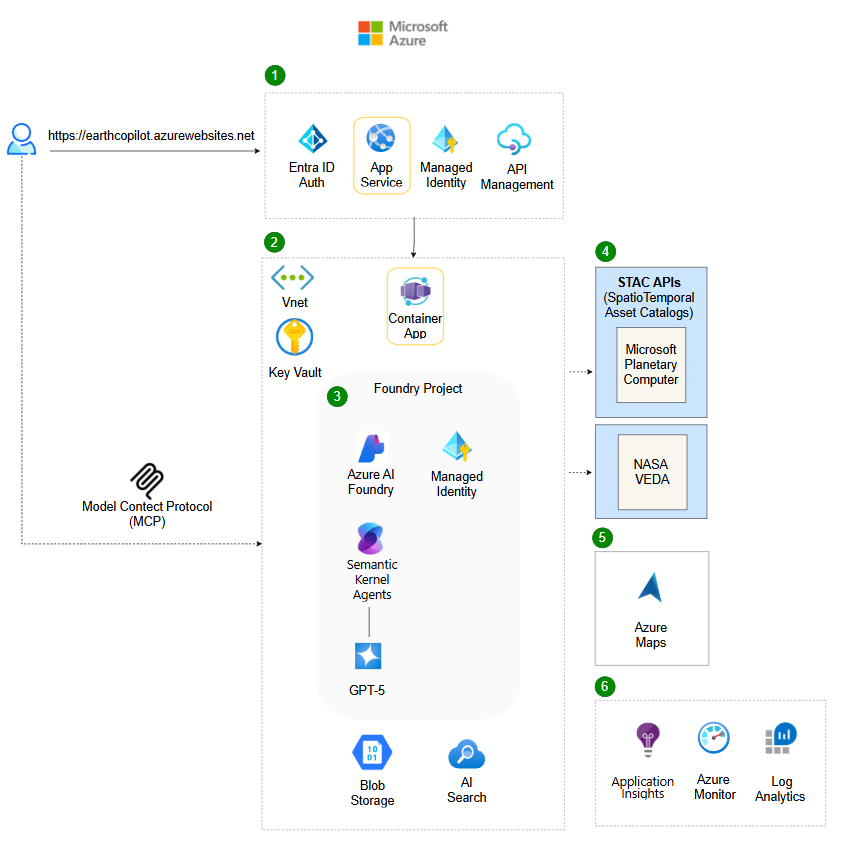 Microsoft
Azure
1
https://earthcopilot.azurewebsites.net
Entra ID
Auth
App
Service
Managed
Identity
API
Management
2
Vnet
Key Vault
Container
App
3
Foundry Project
Azure AI
Foundry
Managed
Identity
Semantic
Kernel
Agents
GPT-5
10
01
Blob
Storage
AI
Search
Model Contect Protocol
(MCP)
4
STAC APIs
(SpatioTemporal
Asset Catalogs)
Microsoft
Planetary
Computer
NASA
VEDA
5
Azure
Maps
6
Application
Insights
Azure
Monitor
Log
Analytics